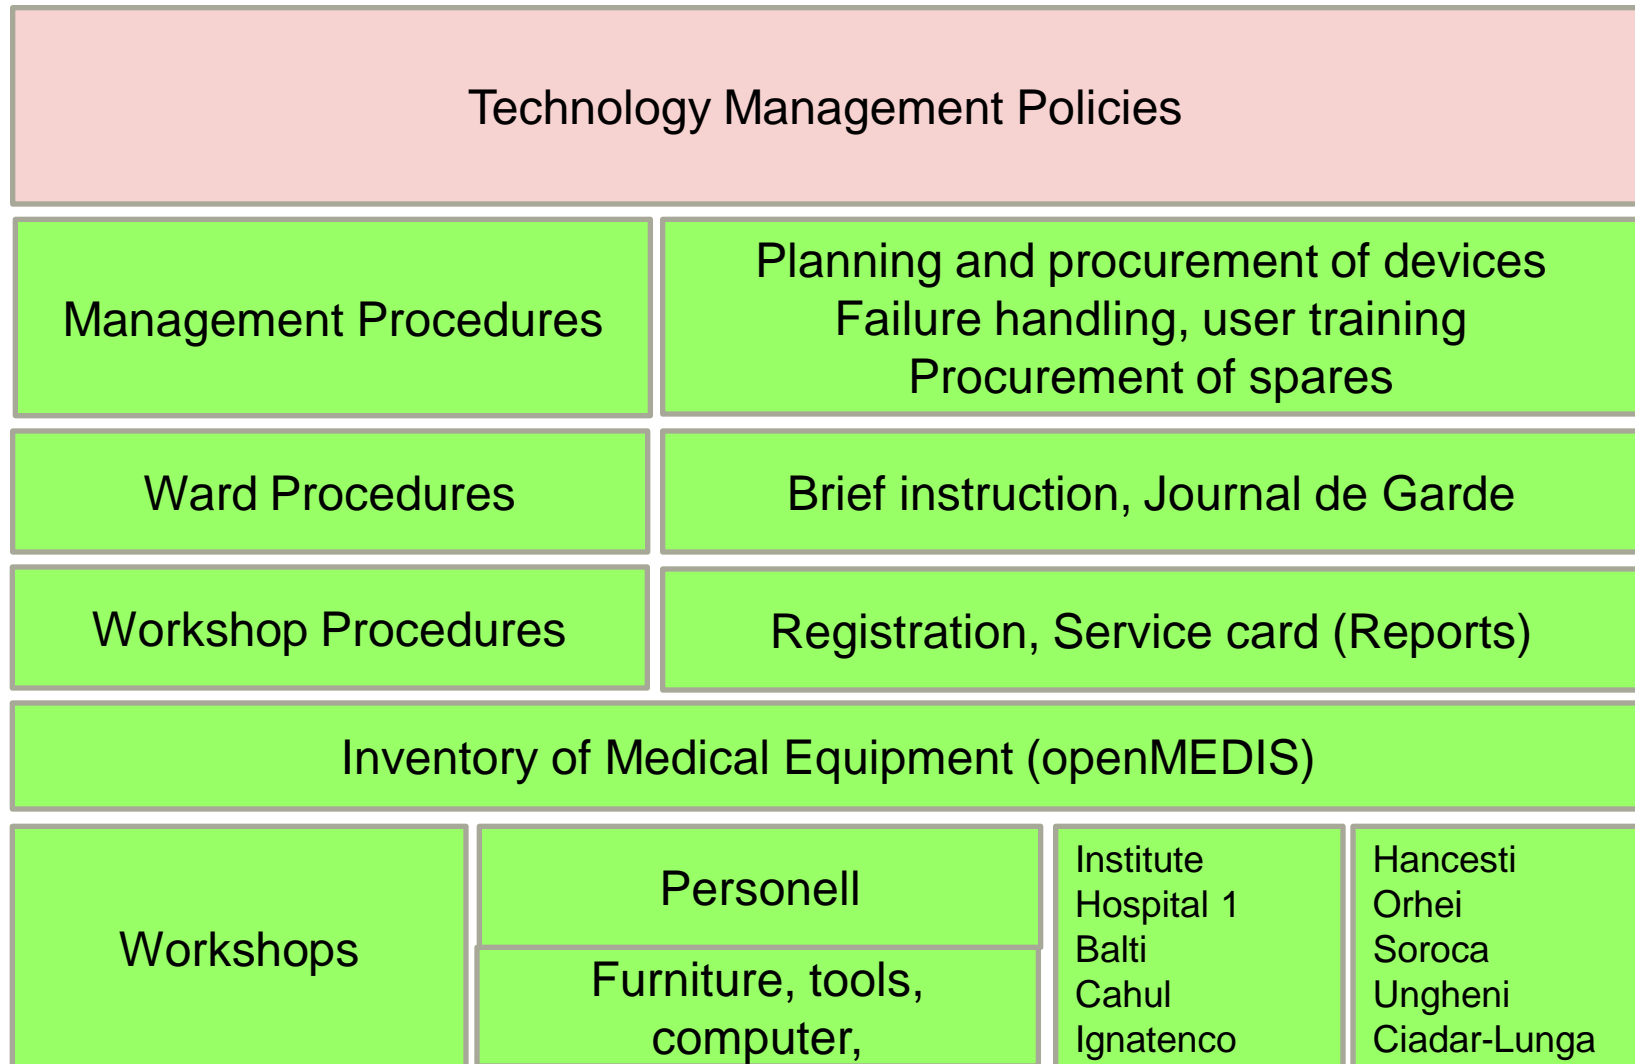 Technology Management Policies
Management Procedures
Planning and procurement of devices
Failure handling, user training
Procurement of spares
Ward Procedures
Brief instruction, Journal de Garde
Workshop Procedures
Registration, Service card (Reports)
Inventory of Medical Equipment (openMEDIS)
Workshops
Personell
Furniture, tools,
computer,
Institute
Hospital 1
Balti
Cahul
Ignatenco
Hancesti
Orhei
Soroca
Ungheni
Ciadar-Lunga